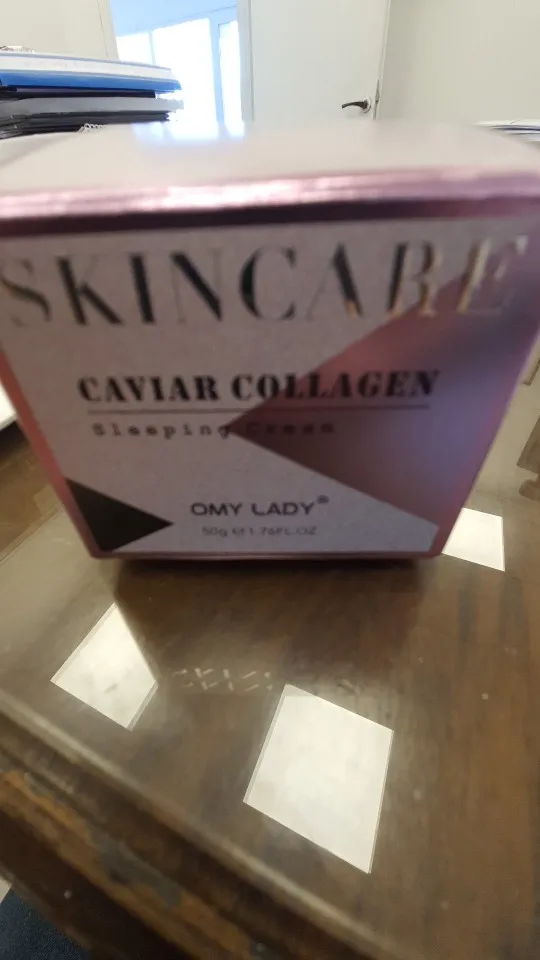 SKINCARE
CAVIAR COLLAGEN
Sleeping Cream
OMY LADY®
50g e 1.76FL.OZ